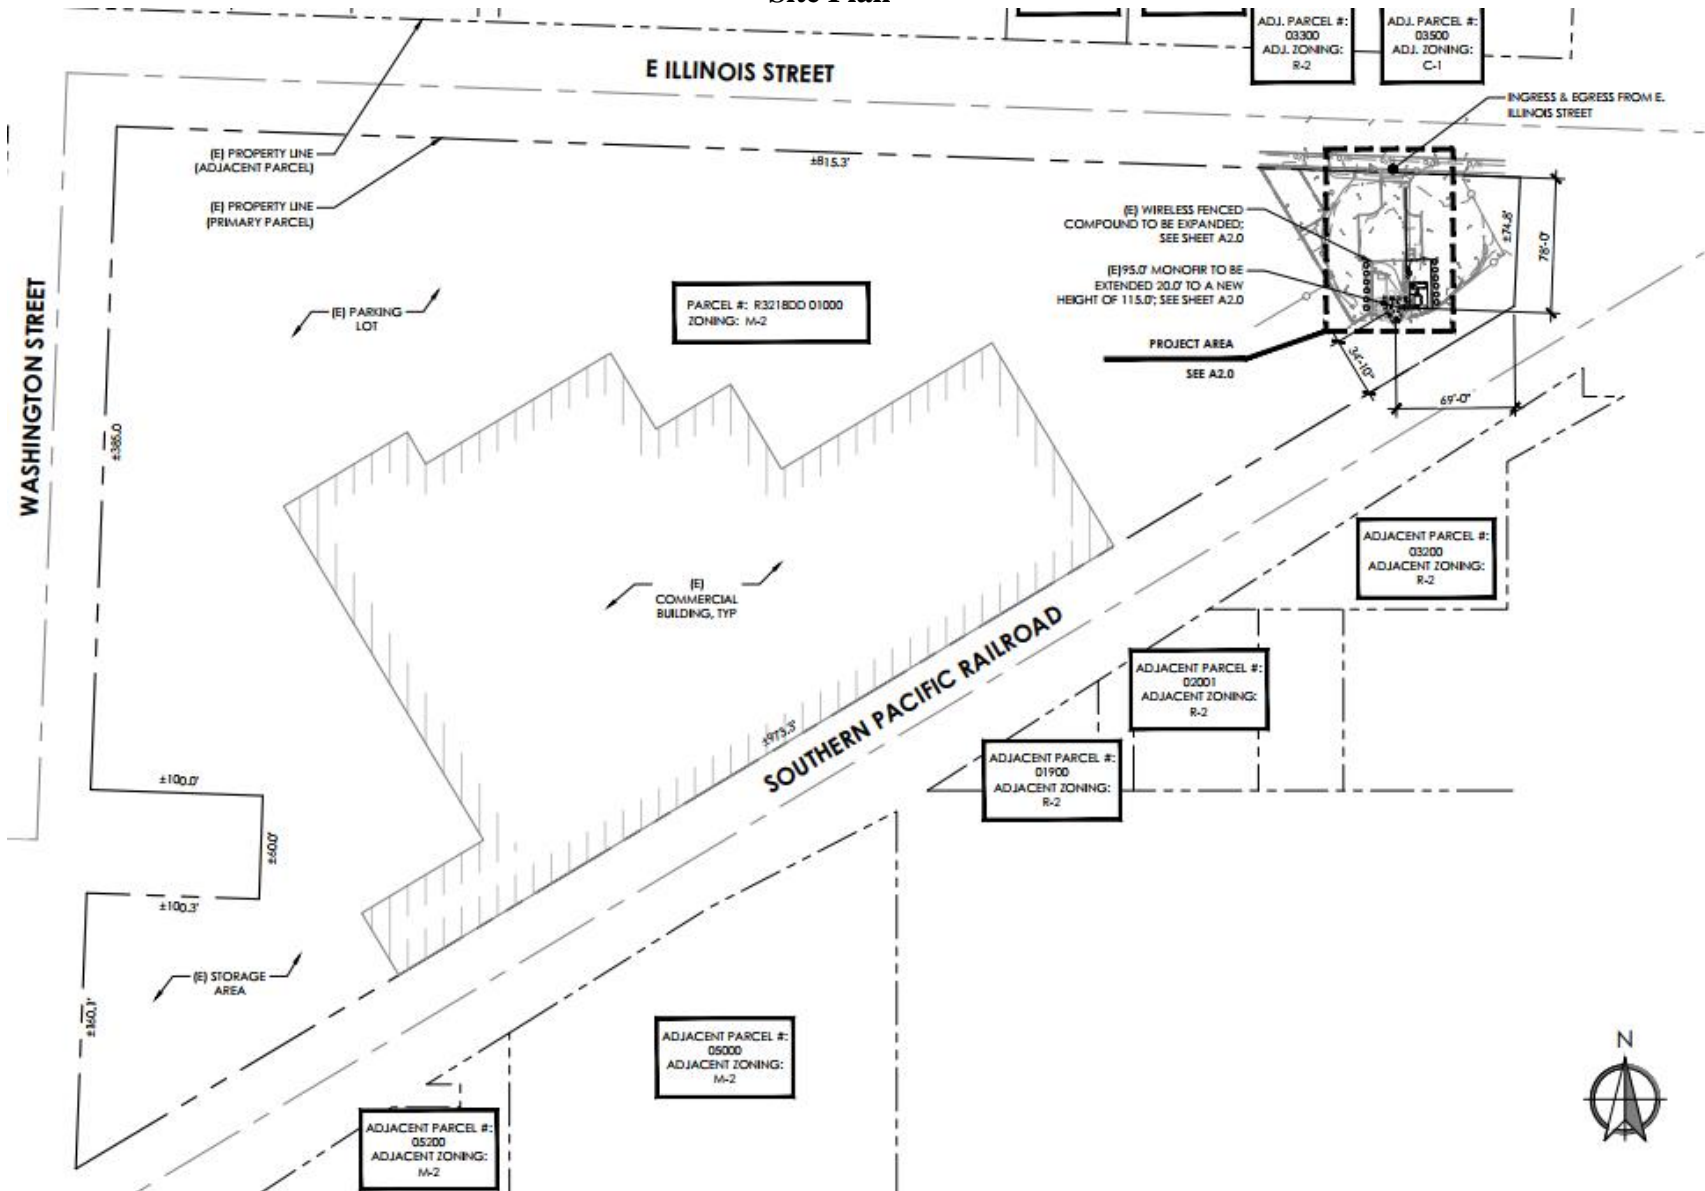 Site Plan
E ILLINOIS STREET
ADJ. PARCEL #:
03300
ADJ. ZONING:
R-2
ADJ. PARCEL #:
03500
ADJ. ZONING:
C-1
INGRESS & EGRESS FROM E.
ILLINOIS STREET
(E) PROPERTY LINE
(ADJACENT PARCEL)
(E) PROPERTY LINE
(PRIMARY PARCEL)
±815.3'
(E) WIRELESS FENCED
COMPOUND TO BE EXPANDED;
SEE SHEET A2.0
(E)95.0' MONOFIR TO BE
EXTENDED 20.0' TO A NEW
HEIGHT OF 115.0'; SEE SHEET A2.0
±74.8'
78'-0"
PROJECT AREA
SEE A2.0
34'-10"
69'-0"
(E) PARKING
LOT
PARCEL #: R3218DD 01000
ZONING: M-2
WASHINGTON STREET
±385.0'
(E)
COMMERCIAL
BUILDING, TYP
SOUTHERN PACIFIC RAILROAD
±975.3'
ADJACENT PARCEL #:
03200
ADJACENT ZONING:
R-2
ADJACENT PARCEL #:
02001
ADJACENT ZONING:
R-2
ADJACENT PARCEL #:
01900
ADJACENT ZONING:
R-2
±100.0'
±60.0'
±100.3'
(E) STORAGE
AREA
ADJACENT PARCEL #:
05000
ADJACENT ZONING:
M-2
ADJACENT PARCEL #:
05200
ADJACENT ZONING:
M-2
N